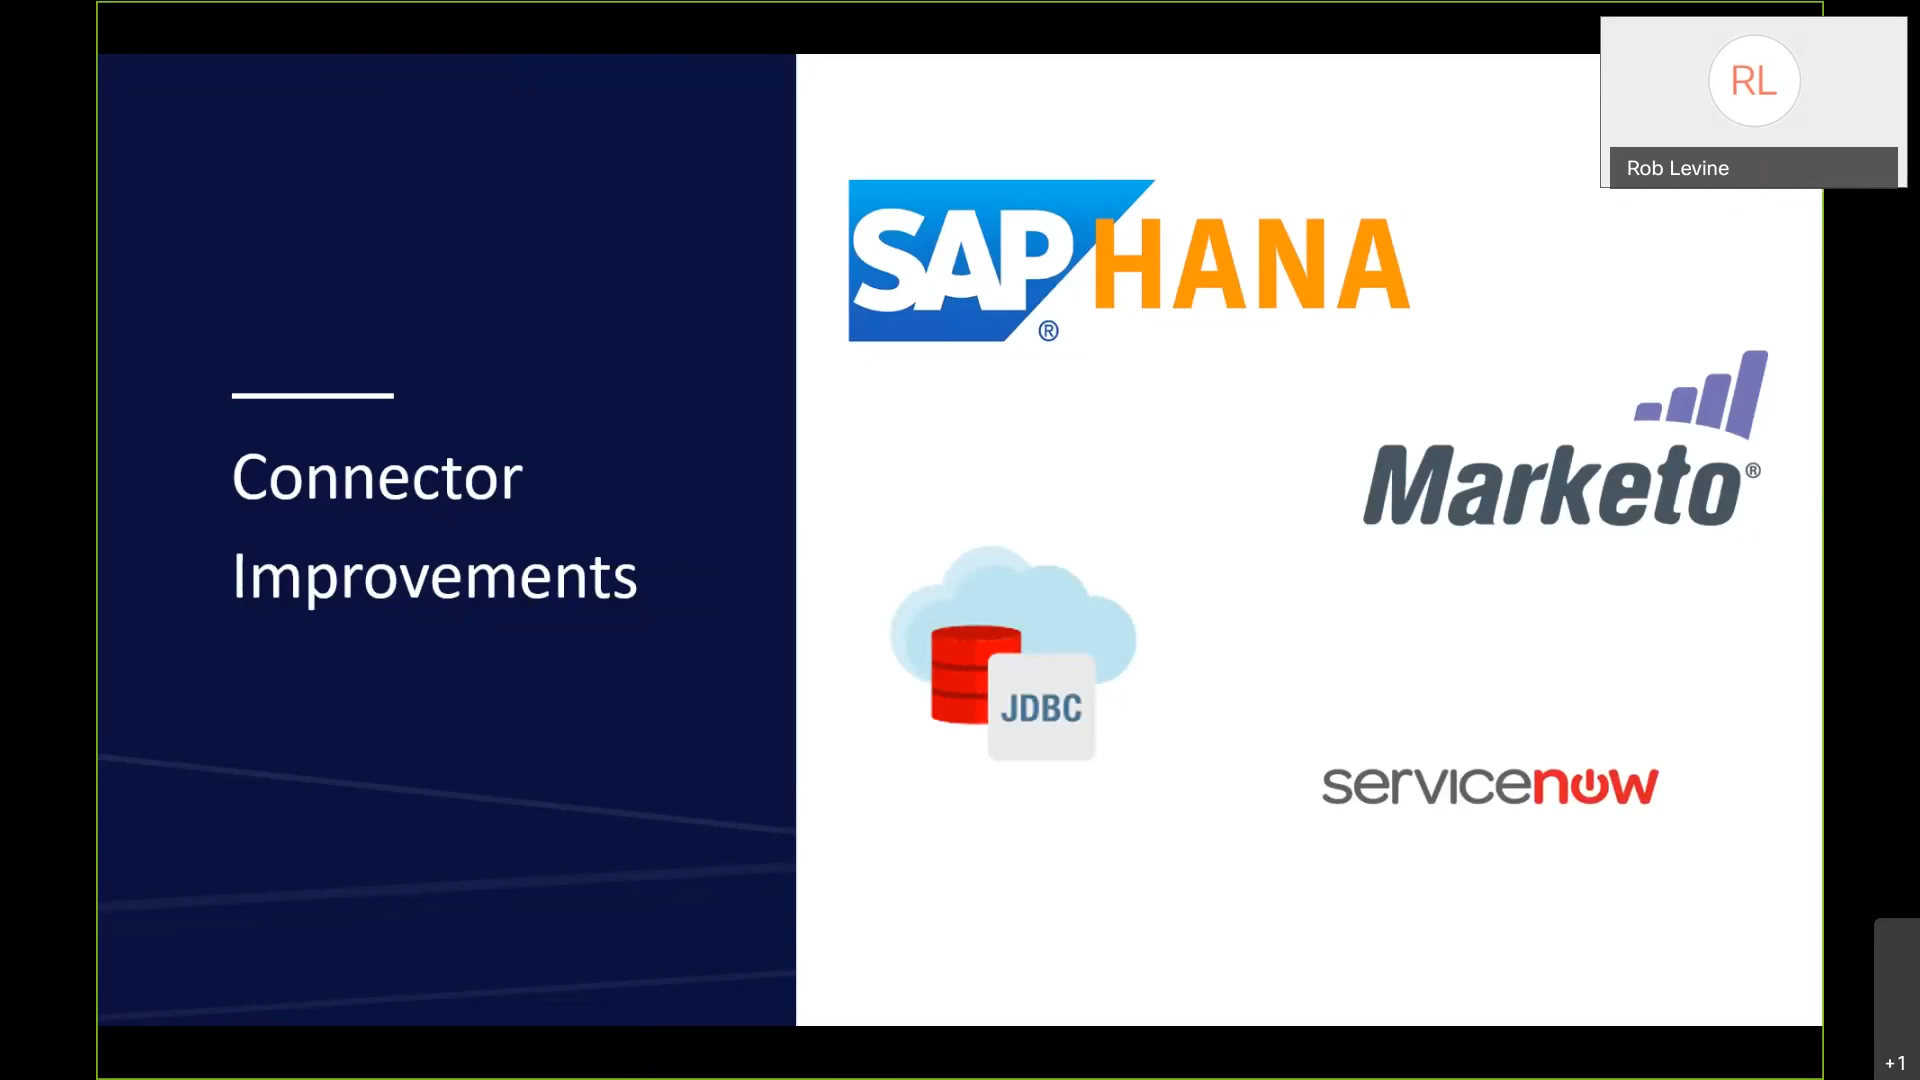 RL
Rob Levine
SAP HANA
®
Marketo®
Connector
Improvements
JDBC
servicenow
+1